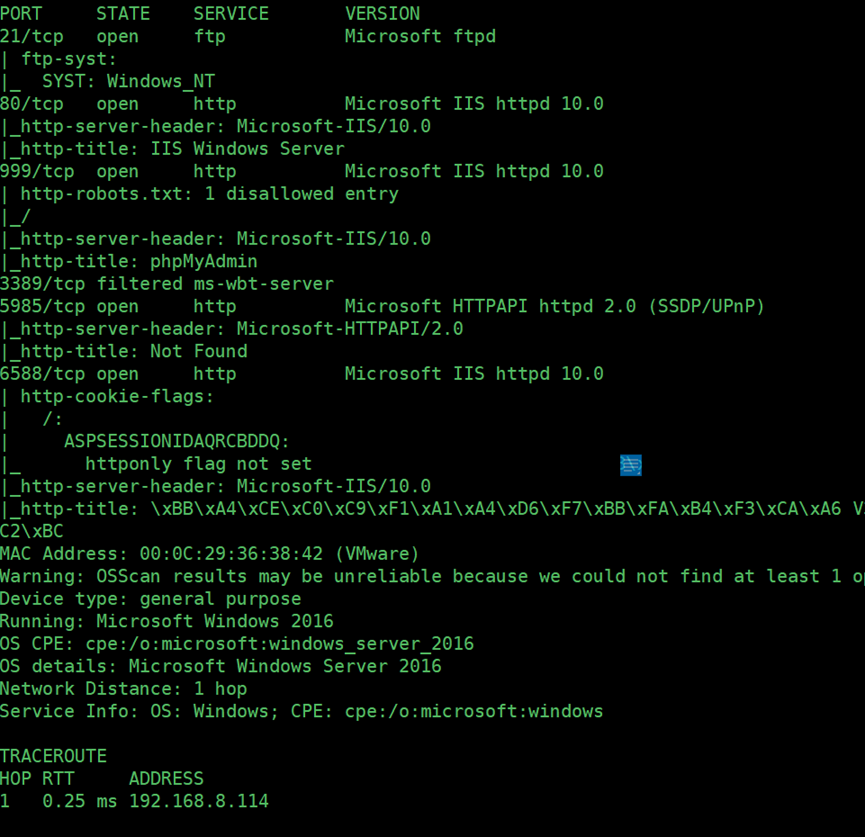 PORT STATE SERVICE VERSION
21/tcp open ftp Microsoft ftpd
| ftp-syst:
|_ SYST: Windows_NT
80/tcp open http Microsoft IIS httpd 10.0
|_http-server-header: Microsoft-IIS/10.0
|_http-title: IIS Windows Server
999/tcp open http Microsoft IIS httpd 10.0
| http-robots.txt: 1 disallowed entry
|_/
|_http-server-header: Microsoft-IIS/10.0
|_http-title: phpMyAdmin
3389/tcp filtered ms-wbt-server
5985/tcp open http Microsoft HTTPAPI httpd 2.0 (SSDP/UPnP)
|_http-server-header: Microsoft-HTTPAPI/2.0
|_http-title: Not Found
6588/tcp open http Microsoft IIS httpd 10.0
| http-cookie-flags:
| /:
| ASPSESSIONIDAQRCBDDQ:
|_ httponly flag not set
|_http-server-header: Microsoft-IIS/10.0
|_http-title: \xBB\xA4\xCE\xC0\xC9\xF1\xA1\xA4\xD6\xF7\xBB\xFA\xB4\xF3\xCA\xA6
C2\xBC
MAC Address: 00:0C:29:36:38:42 (VMware)
Warning: OSScan results may be unreliable because we could not find at least 1
Device type: general purpose
Running: Microsoft Windows 2016
OS CPE: cpe:/o:microsoft:windows_server_2016
OS details: Microsoft Windows Server 2016
Network Distance: 1 hop
Service Info: OS: Windows; CPE: cpe:/o:microsoft:windows
TRACEROUTE
HOP RTT ADDRESS
1 0.25 ms 192.168.8.114